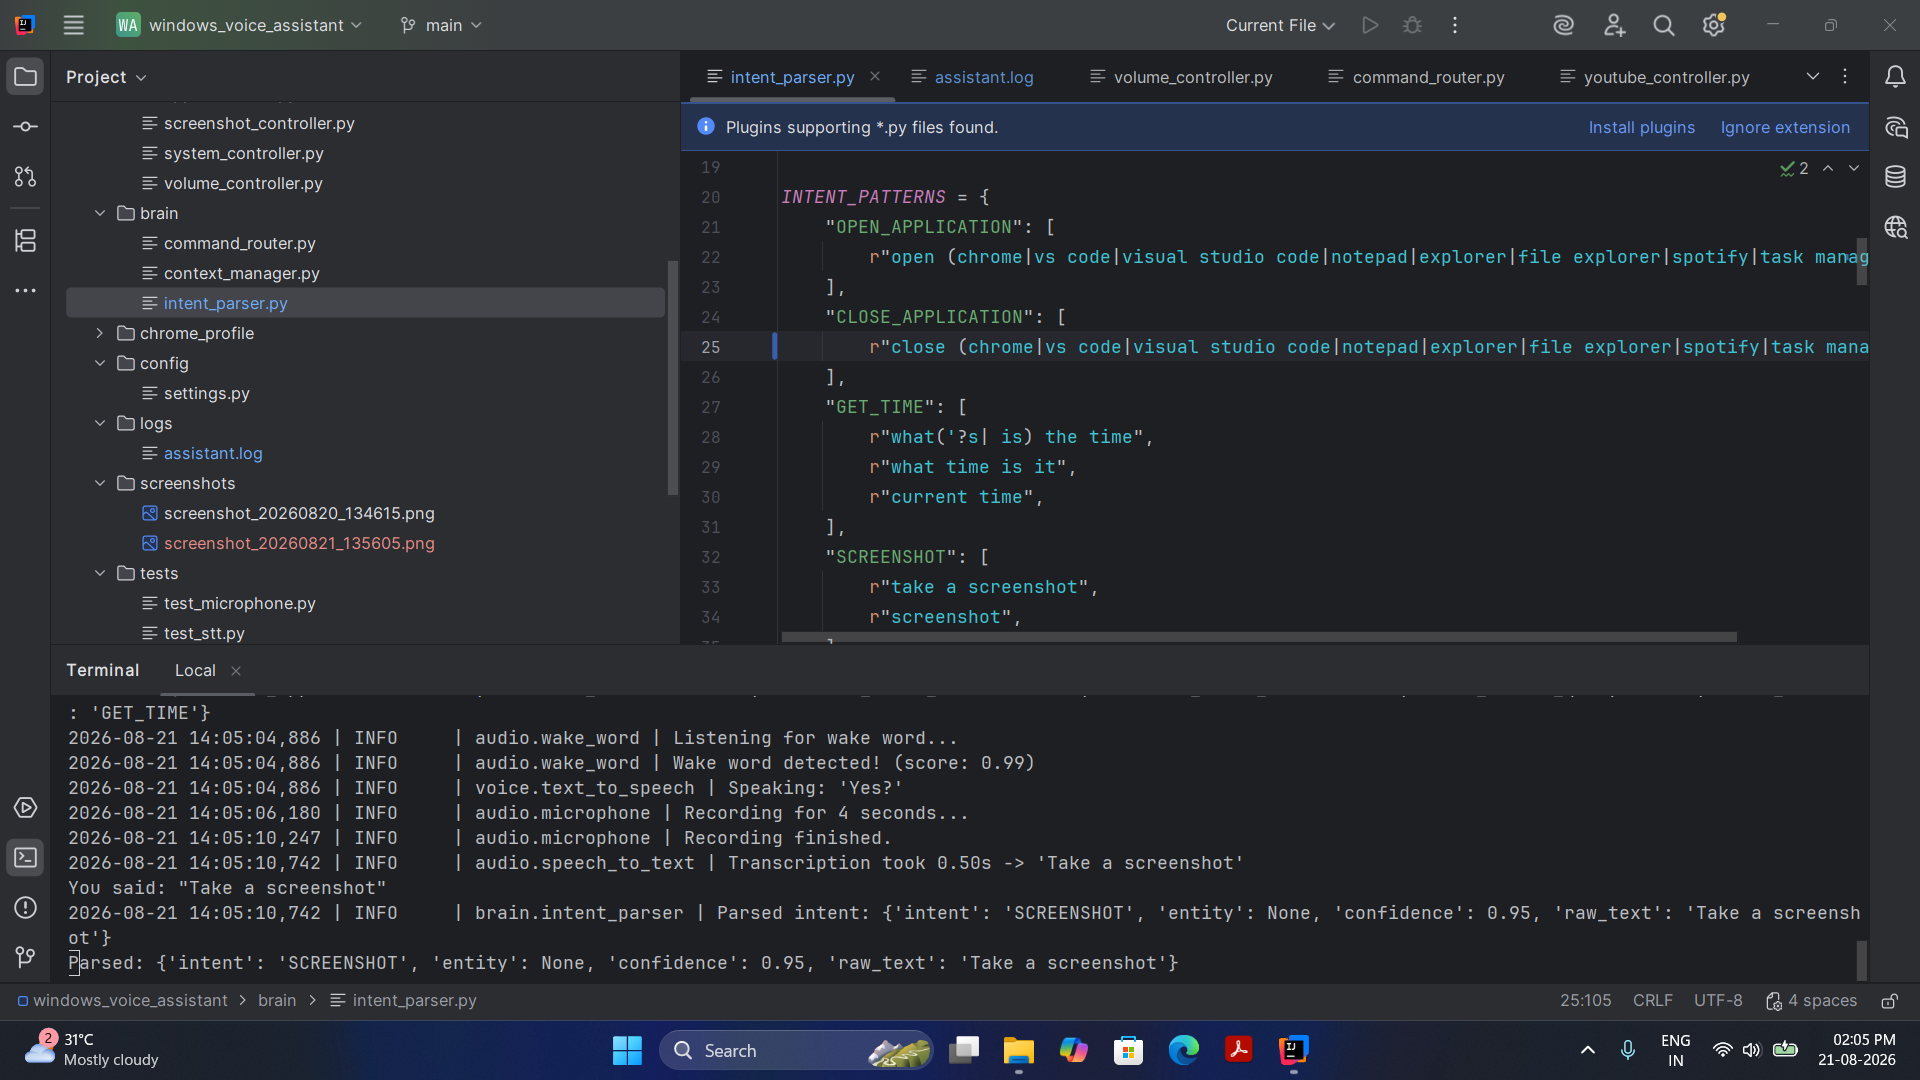 WA windows_voice_assistant
main
Current File
Project
screenshot_controller.py
system_controller.py
volume_controller.py
brain
command_router.py
context_manager.py
intent_parser.py
chrome_profile
config
settings.py
logs
assistant.log
screenshots
screenshot_20260820_134615.png
screenshot_20260821_135605.png
tests
test_microphone.py
test_stt.py
intent_parser.py
assistant.log
volume_controller.py
command_router.py
youtube_controller.py
Plugins supporting *.py files found.
Install plugins
Ignore extension
2
19
20 INTENT_PATTERNS = {
21 "OPEN_APPLICATION": [
22 r"open (chrome|vs code|visual studio code|notepad|explorer|file explorer|spotify|task manag
23 ],
24 "CLOSE_APPLICATION": [
25 r"close (chrome|vs code|visual studio code|notepad|explorer|file explorer|spotify|task mana
26 ],
27 "GET_TIME": [
28 r"what('?s| is) the time",
29 r"what time is it",
30 r"current time",
31 ],
32 "SCREENSHOT": [
33 r"take a screenshot",
34 r"screenshot",
Terminal
Local
: 'GET_TIME'}
2026-08-21 14:05:04,886 | INFO | audio.wake_word | Listening for wake word...
2026-08-21 14:05:04,886 | INFO | audio.wake_word | Wake word detected! (score: 0.99)
2026-08-21 14:05:04,886 | INFO | voice.text_to_speech | Speaking: 'Yes?'
2026-08-21 14:05:06,180 | INFO | audio.microphone | Recording for 4 seconds...
2026-08-21 14:05:10,247 | INFO | audio.microphone | Recording finished.
2026-08-21 14:05:10,742 | INFO | audio.speech_to_text | Transcription took 0.50s -> 'Take a screenshot'
You said: "Take a screenshot"
2026-08-21 14:05:10,742 | INFO | brain.intent_parser | Parsed intent: {'intent': 'SCREENSHOT', 'entity': None, 'confidence': 0.95, 'raw_text': 'Take a screensh
ot'}
Parsed: {'intent': 'SCREENSHOT', 'entity': None, 'confidence': 0.95, 'raw_text': 'Take a screenshot'}
windows_voice_assistant > brain > intent_parser.py
25:105
CRLF
UTF-8
4 spaces
2
31°C
Mostly cloudy
Search
ENG
IN
02:05 PM
21-08-2026